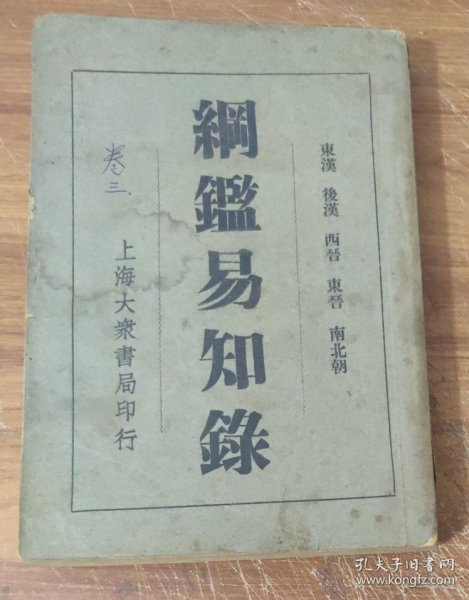 東漢 後漢 西晉 東晉 南北朝
綱鑑易知錄
卷三
上海大衆書局印行
孔夫子旧书网
www.kongfz.com